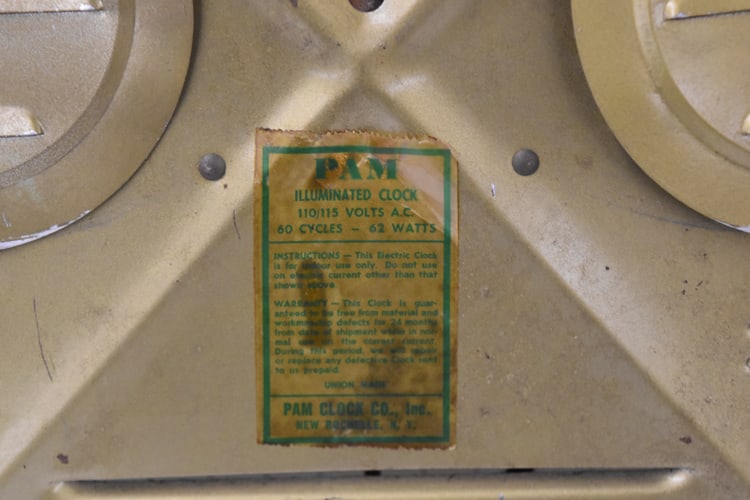 PAM
ILLUMINATED CLOCK
110/115 VOLTS A.C.
60 CYCLES - 62 WATTS
INSTRUCTIONS — This Electric Clock
is for indoor use only. Do not use
on electric current other than that
shown above.
WARRANTY — This Clock is guar-
anteed to be free from material and
workmanship defects for 24 months
from date of shipment while in nor-
mal use on the correct current.
During this period, we will repair
or replace any defective Clock sent
to us prepaid.
UNION MADE
PAM CLOCK CO., Inc.
NEW ROCHELLE, N. Y.